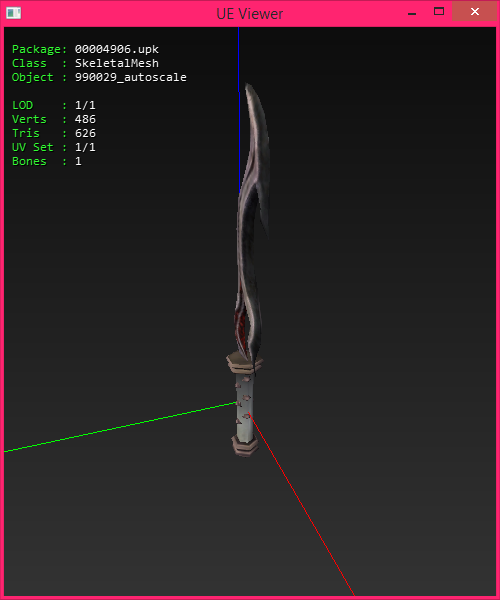 UE Viewer
Package: 00004906.upk
Class : SkeletalMesh
Object : 990029_autoscale
LOD : 1/1
Verts : 486
Tris : 626
UV Set : 1/1
Bones : 1